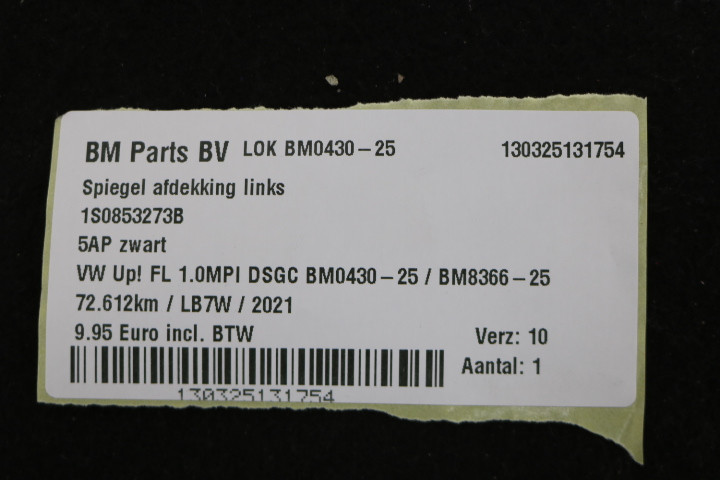 BM Parts BV LOK BM0430-25 130325131754
Spiegel afdekking links
1S0853273B
5AP zwart
VW Up! FL 1.0MPI DSGC BM0430-25 / BM8366-25
72.612km / LB7W / 2021
9.95 Euro incl. BTW Verz: 10
Aantal: 1
130325131754